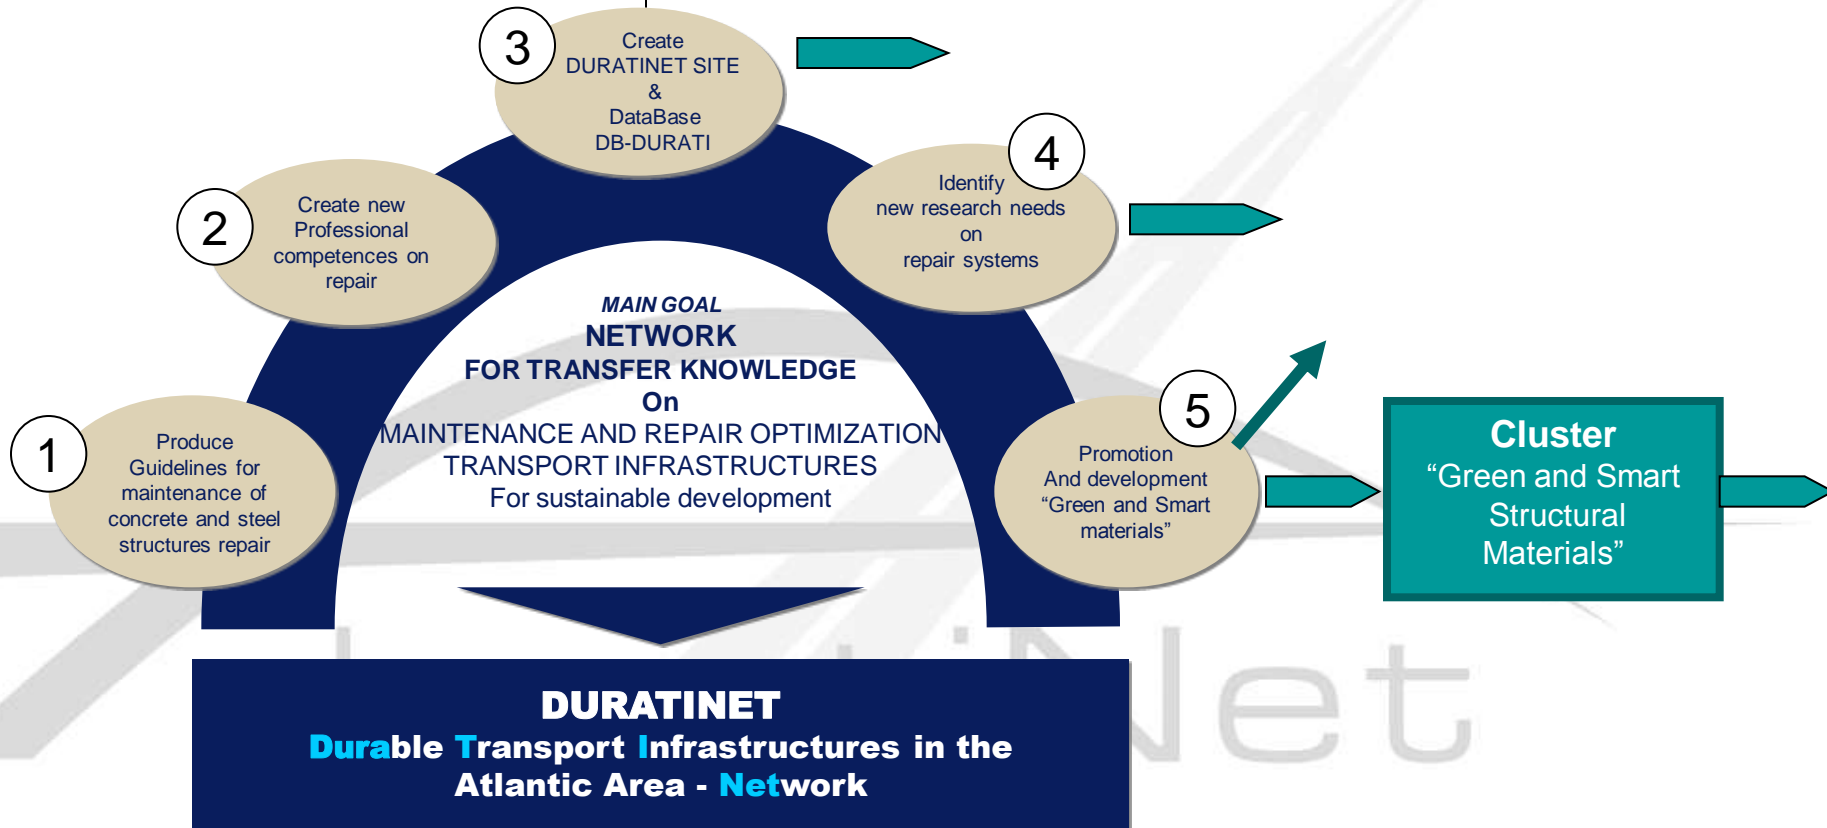 3
Create
DURATINET SITE
&
DataBase
DB-DURATI
4
Identify
new research needs
on
repair systems
2
Create new
Professional
competences on
repair
MAIN GOAL
NETWORK
FOR TRANSFER KNOWLEDGE
On
MAINTENANCE AND REPAIR OPTIMIZATION
TRANSPORT INFRASTRUCTURES
For sustainable development
1
Produce
Guidelines for
maintenance of
concrete and steel
structures repair
5
Promotion
And development
“Green and Smart
materials”
Cluster
“Green and Smart
Structural
Materials”
DURATINET
Durable Transport Infrastructures in the
Atlantic Area - Network